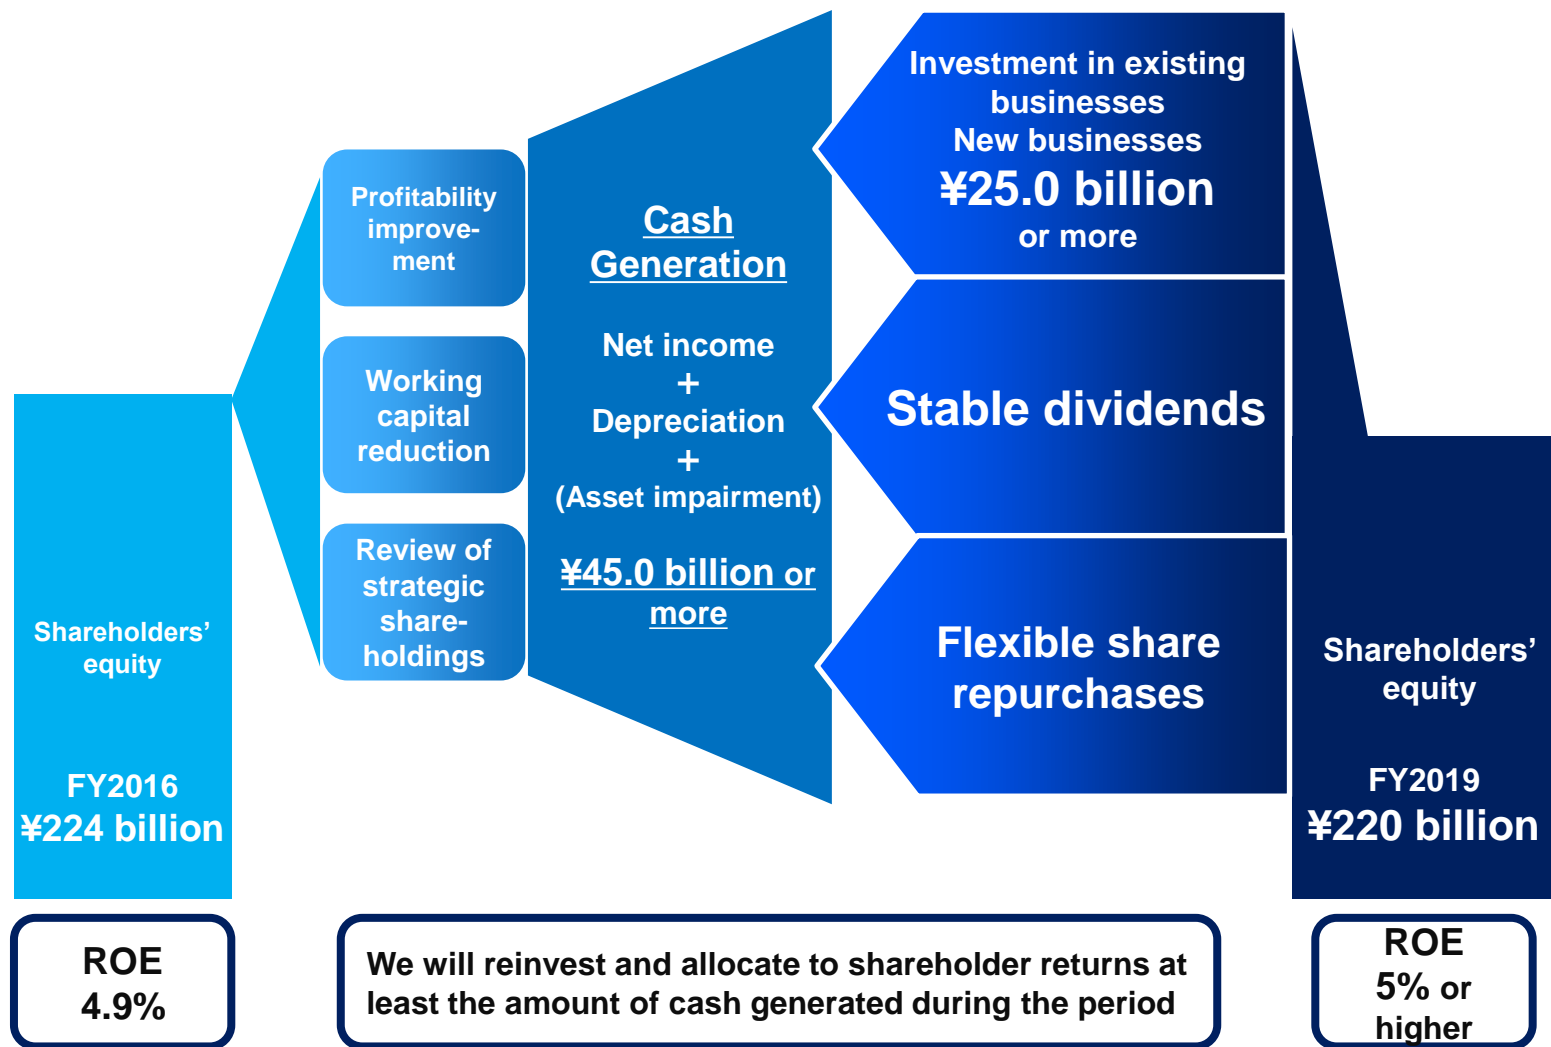 Shareholders'
equity
FY2016
¥224 billion
ROE
4.9%
Profitability
improve-
ment
Working
capital
reduction
Review of
strategic
share-
holdings
Cash
Generation
Net income
+
Depreciation
+
(Asset impairment)
¥45.0 billion or
more
Investment in existing
businesses
New businesses
¥25.0 billion
or more
Stable dividends
Flexible share
repurchases
We will reinvest and allocate to shareholder returns at
least the amount of cash generated during the period
Shareholders'
equity
FY2019
¥220 billion
ROE
5% or
higher